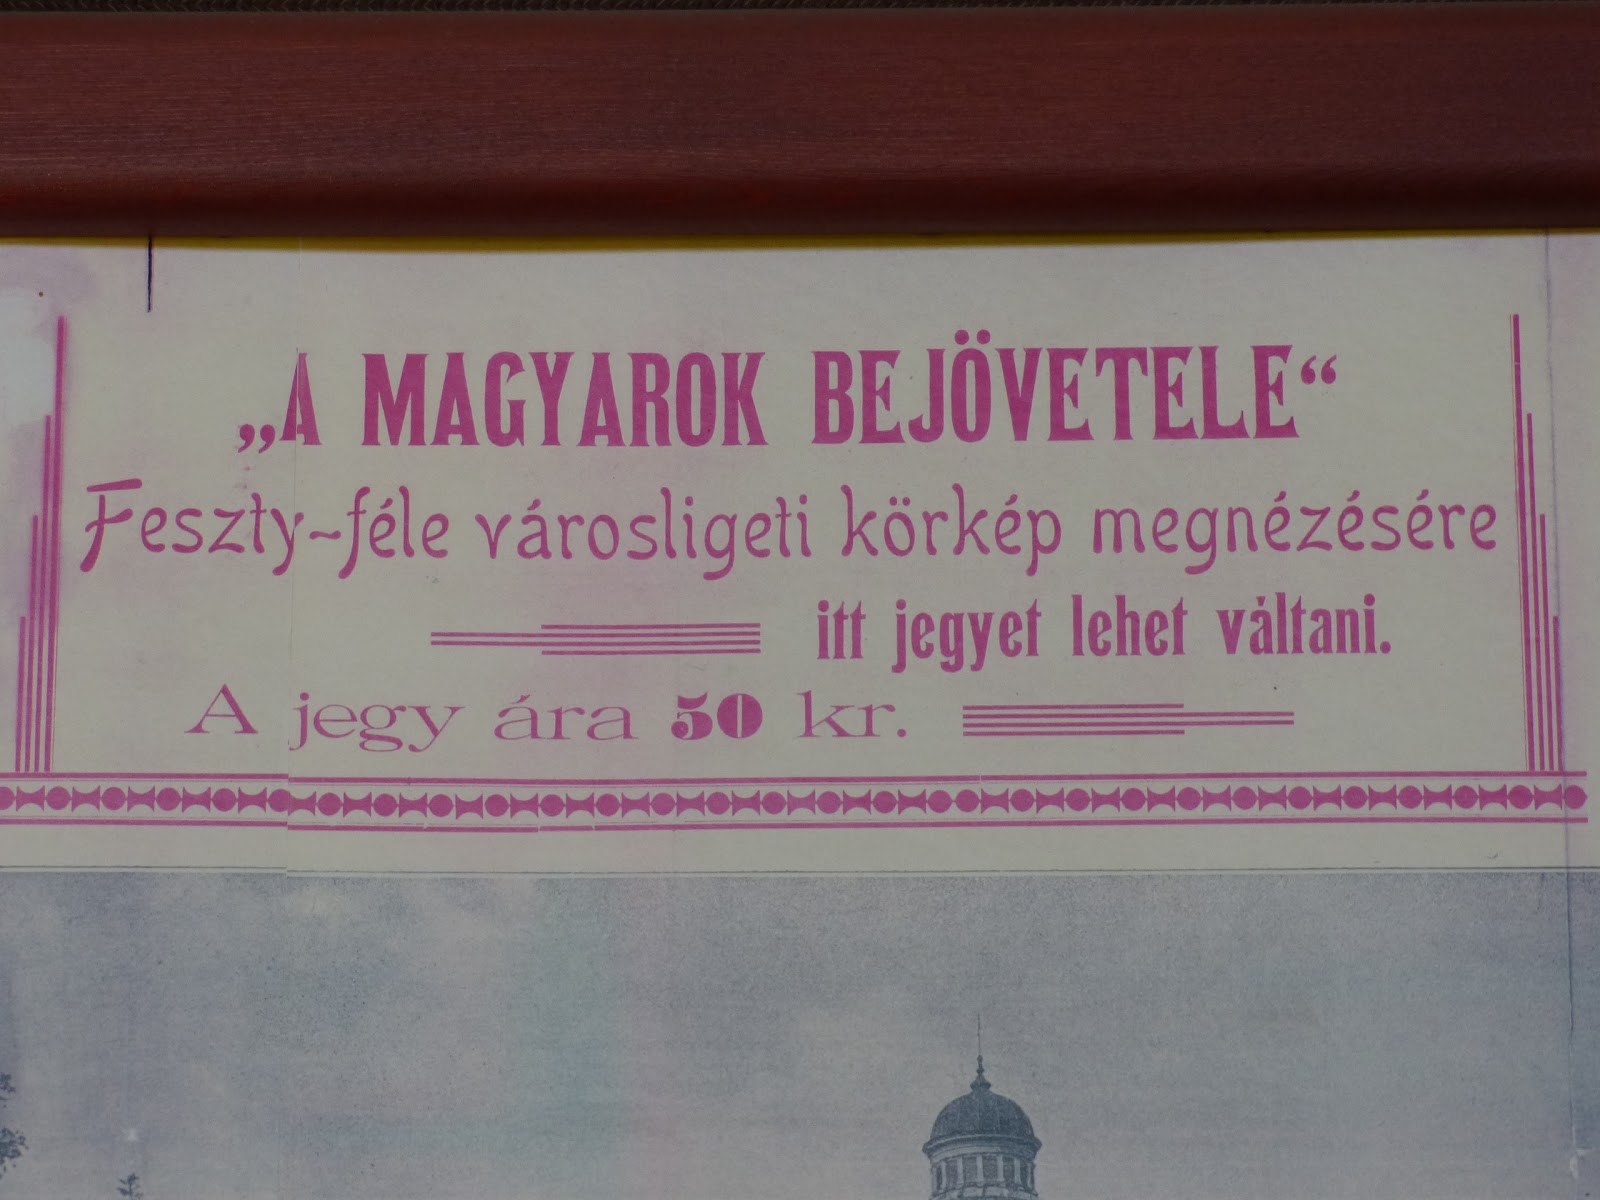 „A MAGYAROK BEJÖVETELE“
Feszty-féle városligeti körkép megnézésére
itt jegyet lehet váltani.
A jegy ára 50 kr.